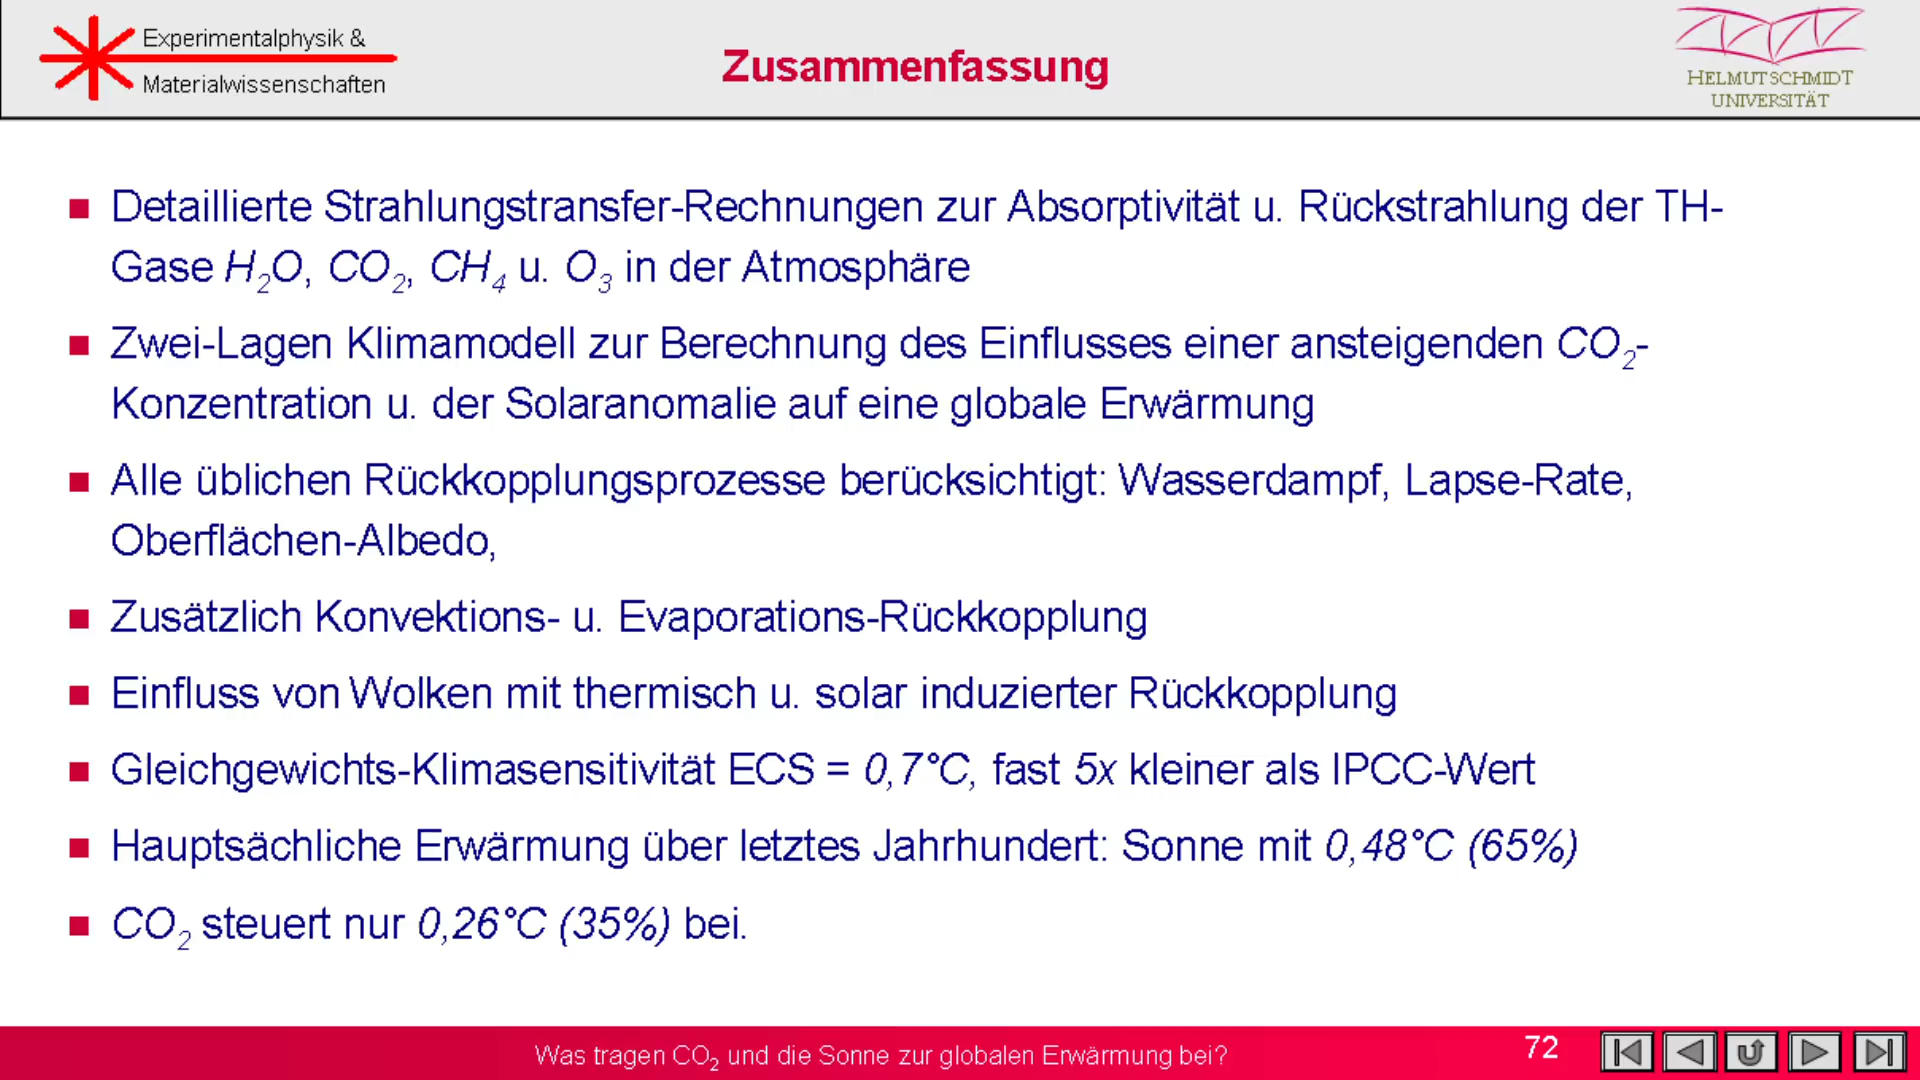 Experimentalphysik &
Materialwissenschaften
Zusammenfassung
HELMUT SCHMIDT
UNIVERSITÄT
Detaillierte Strahlungstransfer-Rechnungen zur Absorptivität u. Rückstrahlung der TH-
Gase H₂O, CO₂, CH₄ u. O₃ in der Atmosphäre
Zwei-Lagen Klimamodell zur Berechnung des Einflusses einer ansteigenden CO₂-
Konzentration u. der Solaranomalie auf eine globale Erwärmung
Alle üblichen Rückkopplungsprozesse berücksichtigt: Wasserdampf, Lapse-Rate,
Oberflächen-Albedo,
Zusätzlich Konvektions- u. Evaporations-Rückkopplung
Einfluss von Wolken mit thermisch u. solar induzierter Rückkopplung
Gleichgewichts-Klimasensitivität ECS = 0,7°C, fast 5x kleiner als IPCC-Wert
Hauptsächliche Erwärmung über letztes Jahrhundert: Sonne mit 0,48°C (65%)
CO₂ steuert nur 0,26°C (35%) bei.
Was tragen CO₂ und die Sonne zur globalen Erwärmung bei?
72